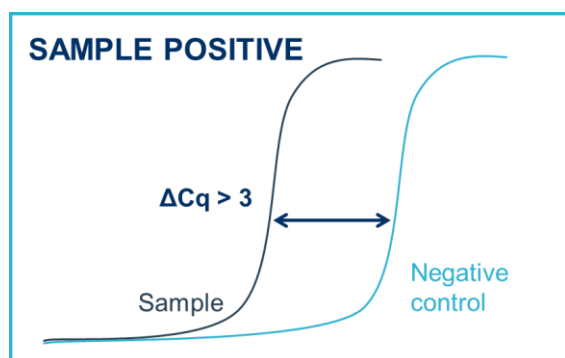 SAMPLE POSITIVE
ΔCq > 3
Sample
Negative
control